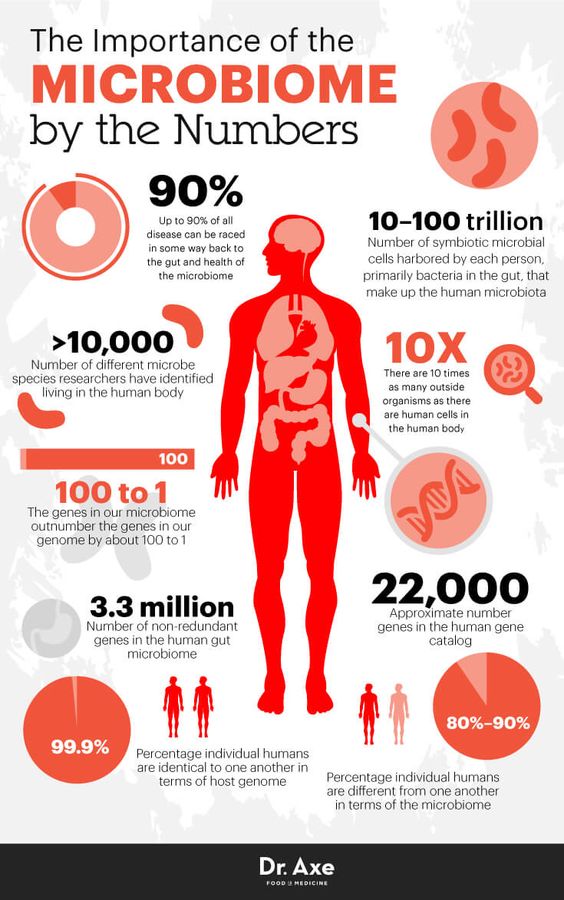 The Importance of the
MICROBIOME
by the Numbers
90%
Up to 90% of all
disease can be raced
in some way back to
the gut and health of
the microbiome
10–100 trillion
Number of symbiotic microbial
cells harbored by each person,
primarily bacteria in the gut, that
make up the human microbiota
>10,000
Number of different microbe
species researchers have identified
living in the human body
10X
There are 10 times
as many outside
organisms as there
are human cells in
the human body
100
100 to 1
The genes in our microbiome
outnumber the genes in our
genome by about 100 to 1
3.3 million
Number of non-redundant
genes in the human gut
microbiome
22,000
Approximate number
genes in the human gene
catalog
99.9%
Percentage individual humans
are identical to one another in
terms of host genome
80%–90%
Percentage individual humans
are different from one another
in terms of the microbiome
Dr. Axe
FOOD IS MEDICINE